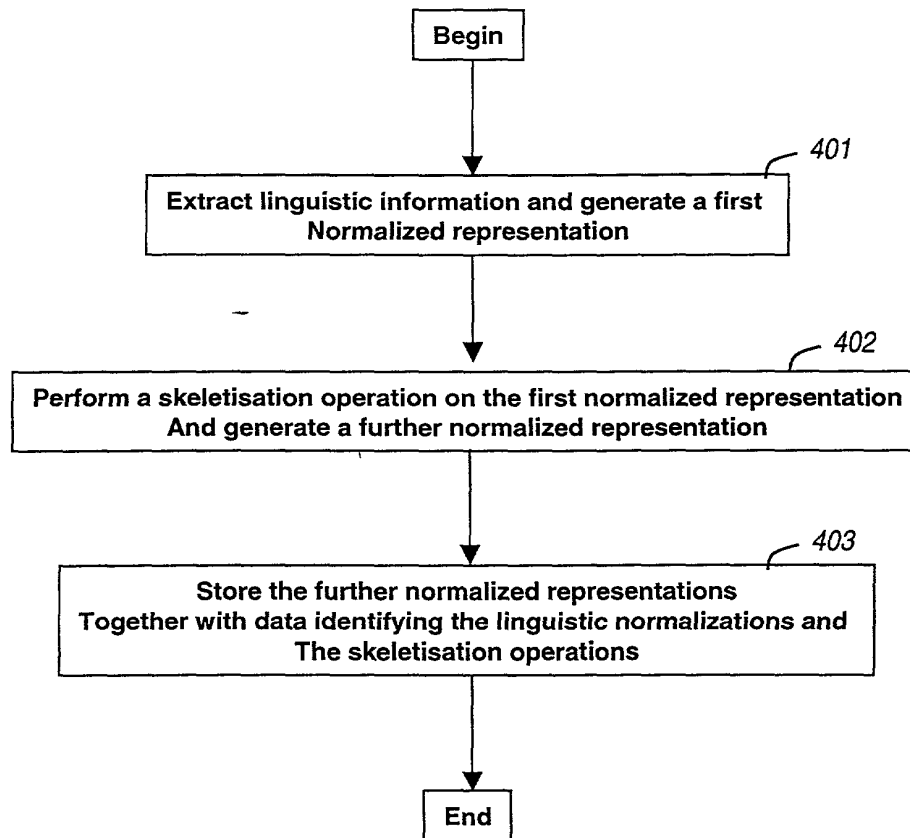 Begin
401
Extract linguistic information and generate a first
Normalized representation
402
Perform a skeletisation operation on the first normalized representation
And generate a further normalized representation
403
Store the further normalized representations
Together with data identifying the linguistic normalizations and
The skeletisation operations
End